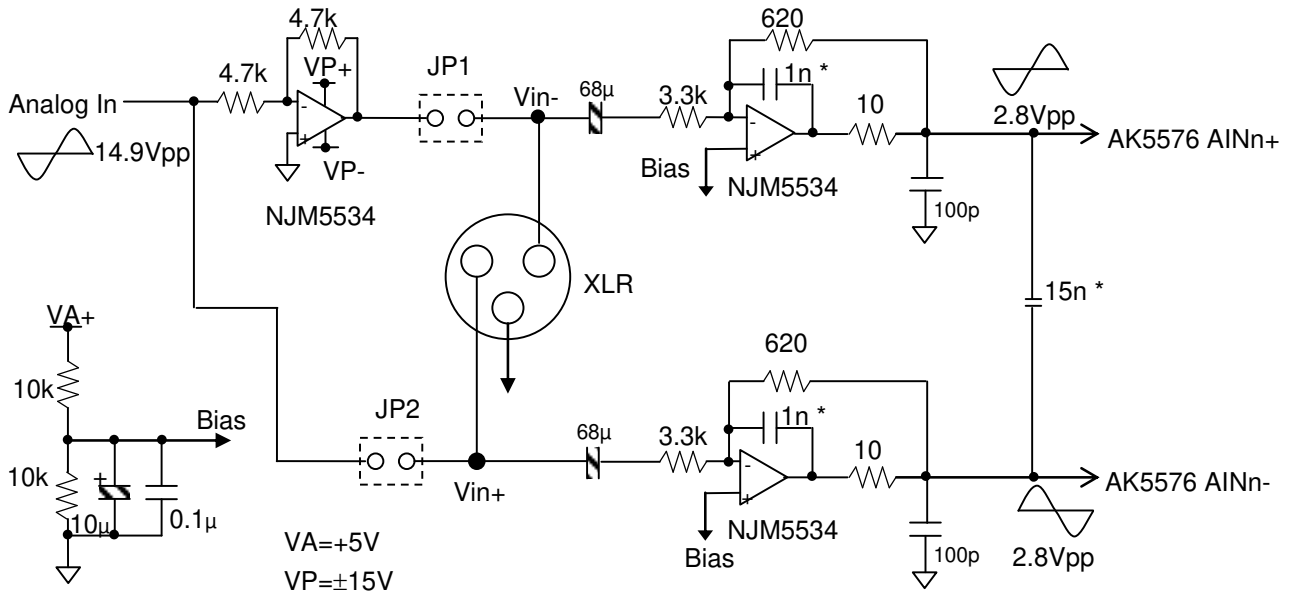 4.7k
620
VP+
JP1
1n *
4.7k
68µ
Vin-
3.3k
10
2.8Vpp
Analog In
-
+
-
+
AK5576 AINn+
14.9Vpp
VP-
Bias
NJM5534
NJM5534
100p
XLR
15n *
VA+
620
10k
JP2
1n *
Bias
68µ
3.3k
10
10k
+
-
+
AK5576 AINn-
Vin+
10µ
0.1µ
NJM5534
VA=+5V
Bias
100p
2.8Vpp
VP=±15V